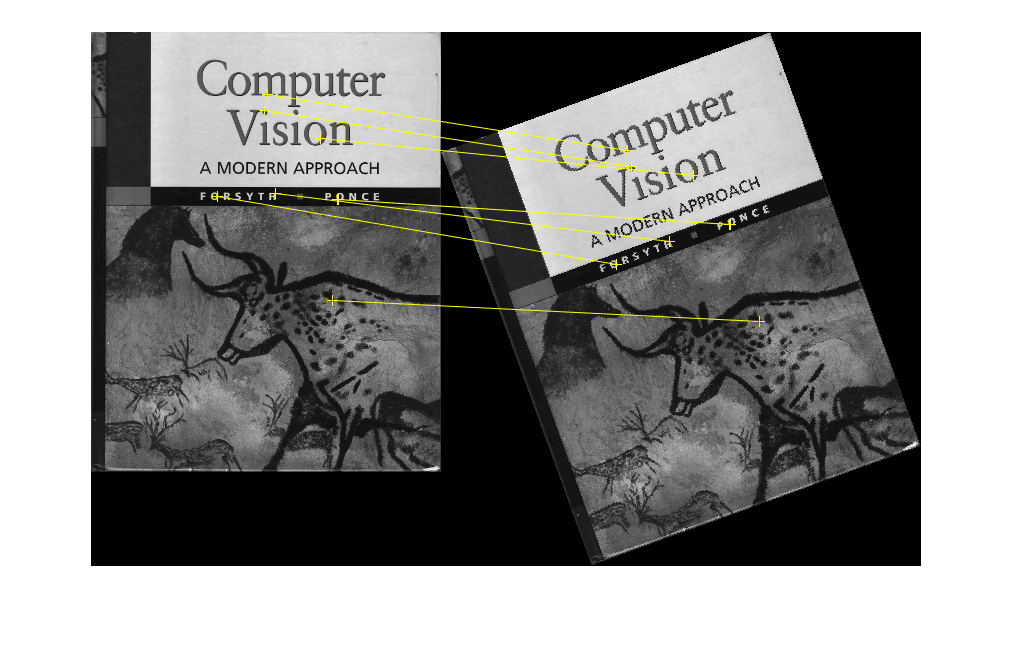 Computer
Vision
A MODERN APPROACH
FORSYTH PONCE
Computer
Vision
A MODERN APPROACH
FORSYTH PONCE